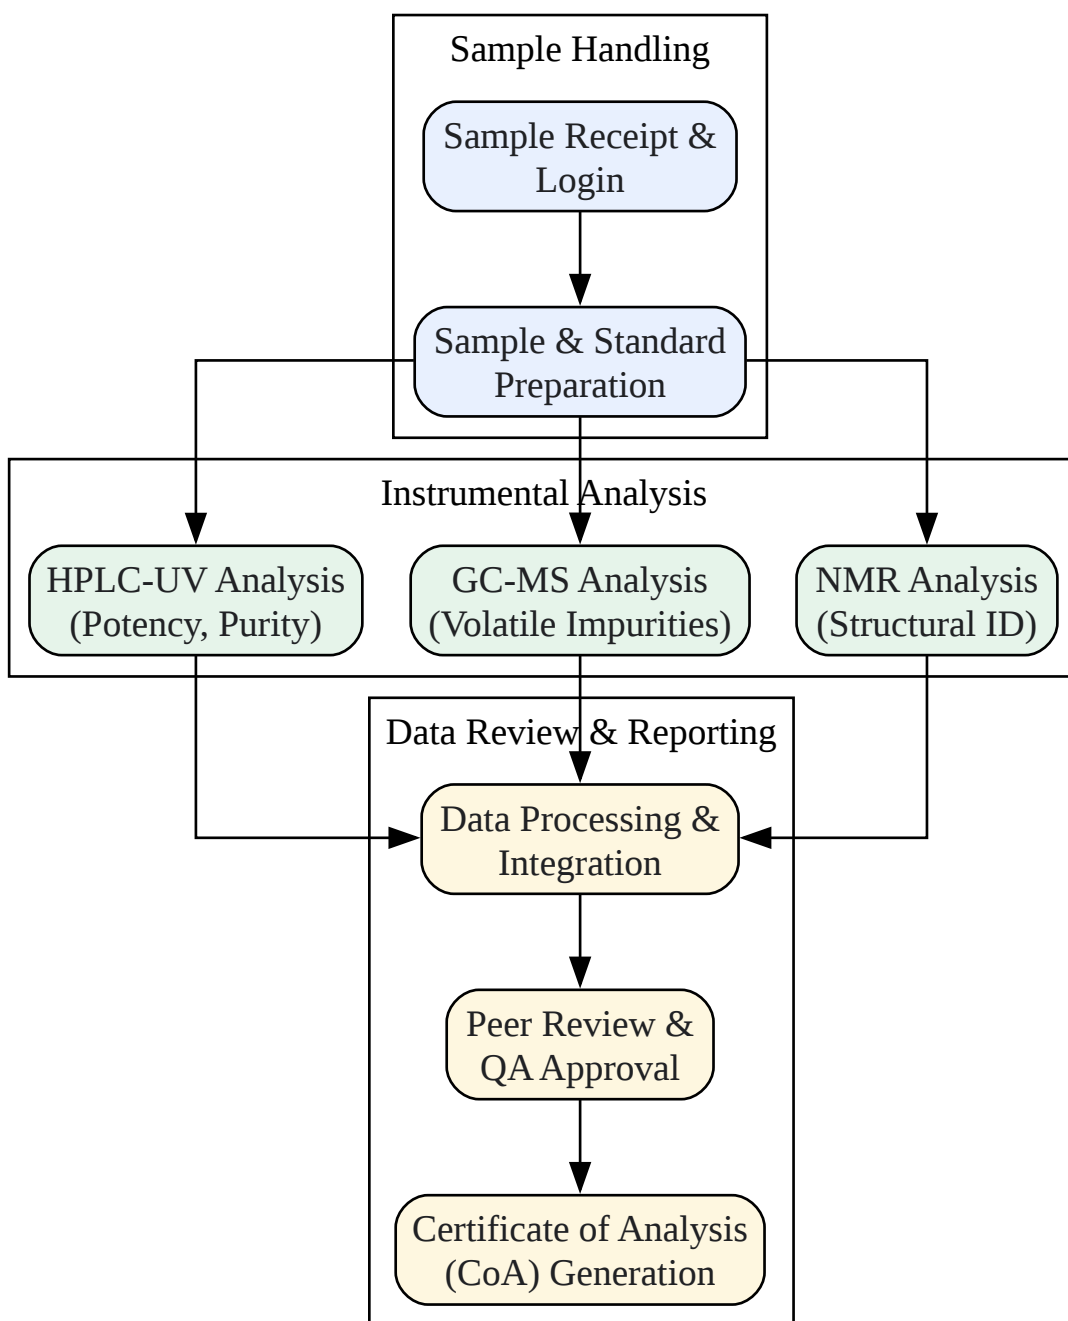 Sample Handling
Sample Receipt &
Login
Sample & Standard
Preparation
Instrumental Analysis
HPLC-UV Analysis
(Potency, Purity)
GC-MS Analysis
(Volatile Impurities)
NMR Analysis
(Structural ID)
Data Review & Reporting
Data Processing &
Integration
Peer Review &
QA Approval
Certificate of Analysis
(CoA) Generation